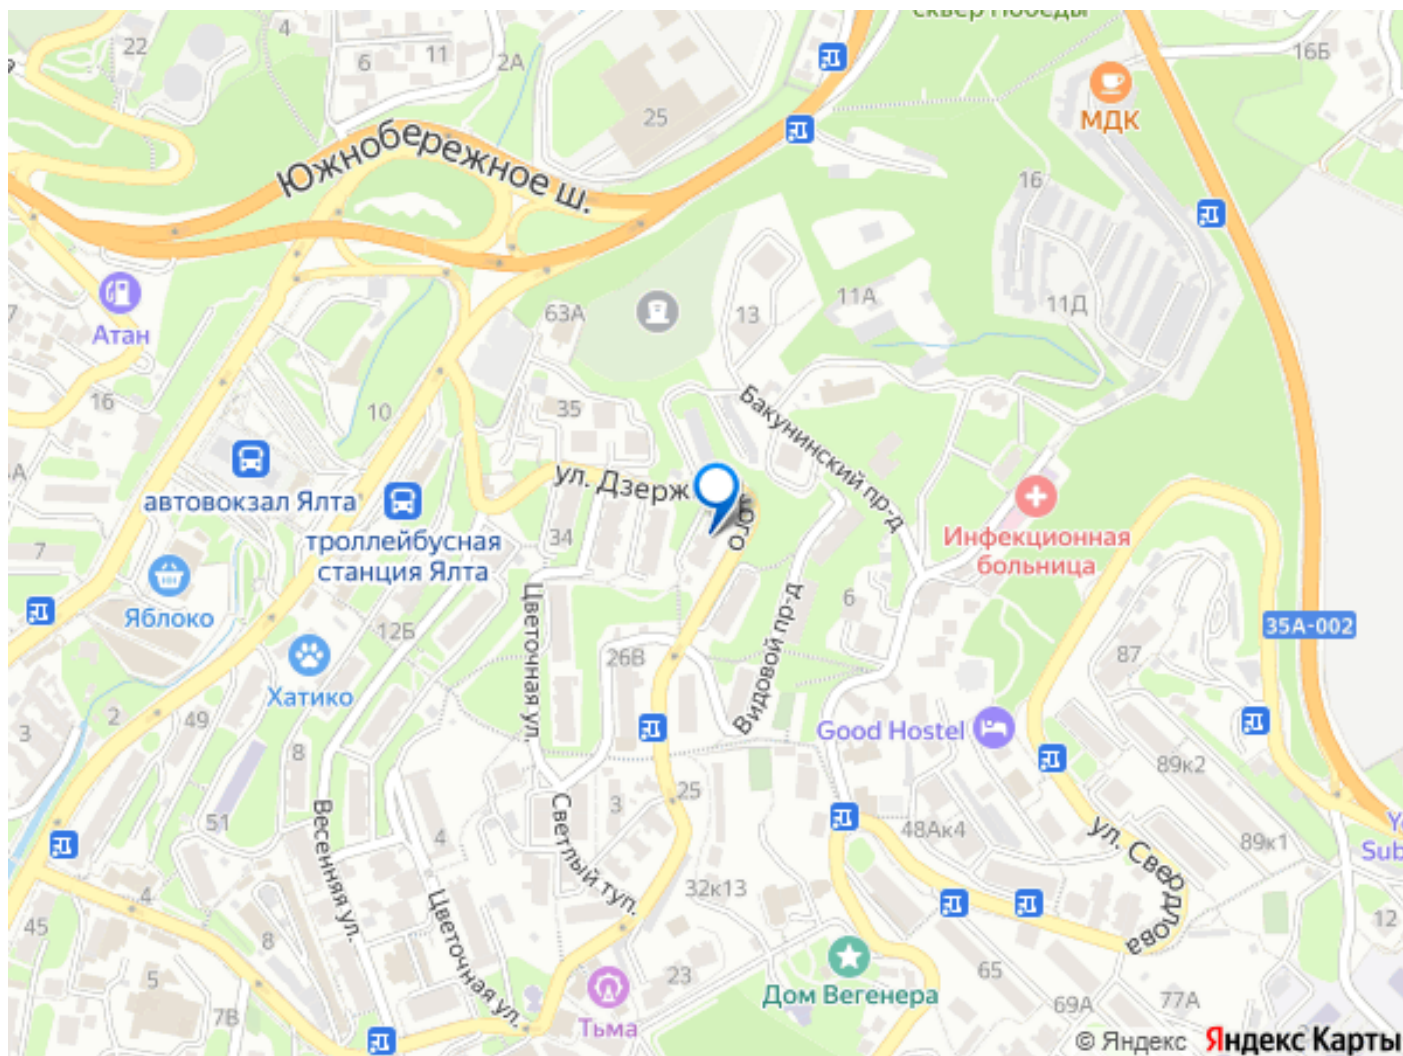 сквер Победы
22
4
6
11
2А
25
16Б
МДК
Южнобережное ш.
16
Атан
63А
13
11А
11Д
7
16
10
35
Бакунинский пр-д
автовокзал Ялта
ул. Дзерж
ого
34
троллейбусная
станция Ялта
Инфекционная
больница
7
Яблоко
Цветочная ул.
12Б
26В
Видовой пр-д
6
35А-002
87
Хатико
2
49
3
8
Good Hostel
89к2
51
Весенняя ул.
4
3
25
Светлый туп.
48Ак4
ул. Свердлова
89к1
Yo
Sub
32к13
4
45
8
5
Цветочная ул.
12
23
Дом Вегенера
65
69А
77А
7В
Тьма
© Яндекс Яндекс Карты